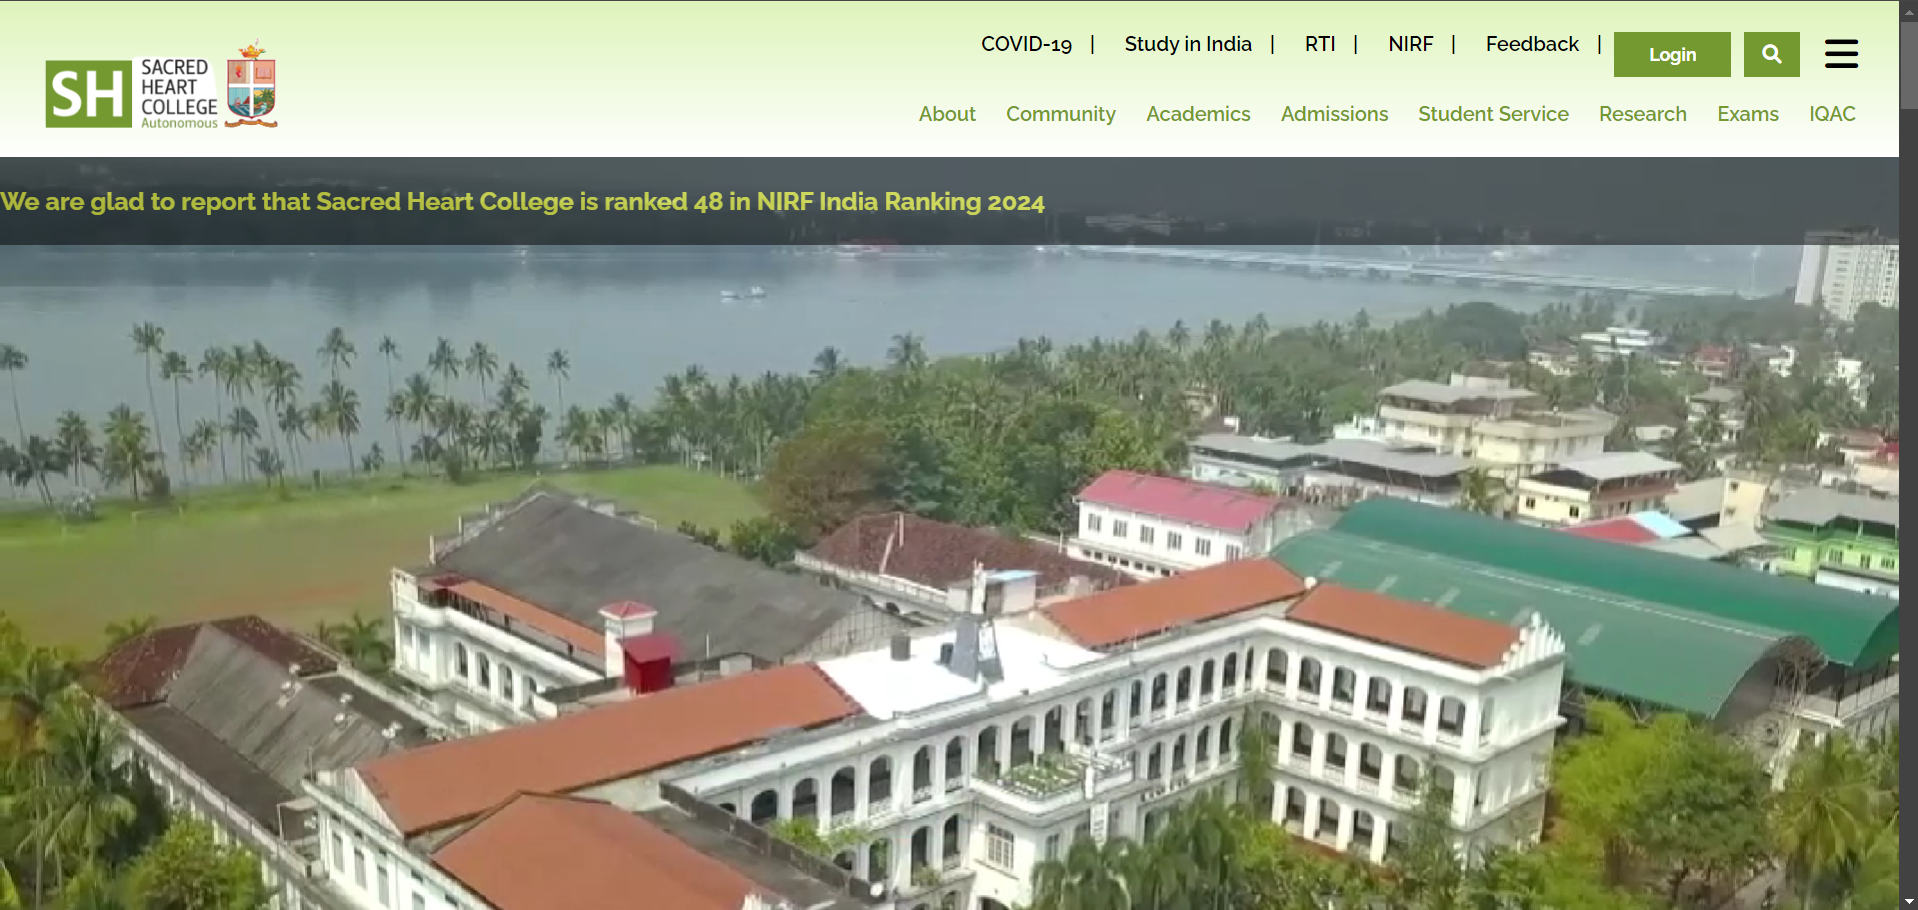 COVID-19 |
Study in India |
RTI |
NIRF |
Feedback |
Login
SH
SACRED
HEART
COLLEGE
Autonomous
About
Community
Academics
Admissions
Student Service
Research
Exams
IQAC
We are glad to report that Sacred Heart College is ranked 48 in NIRF India Ranking 2024